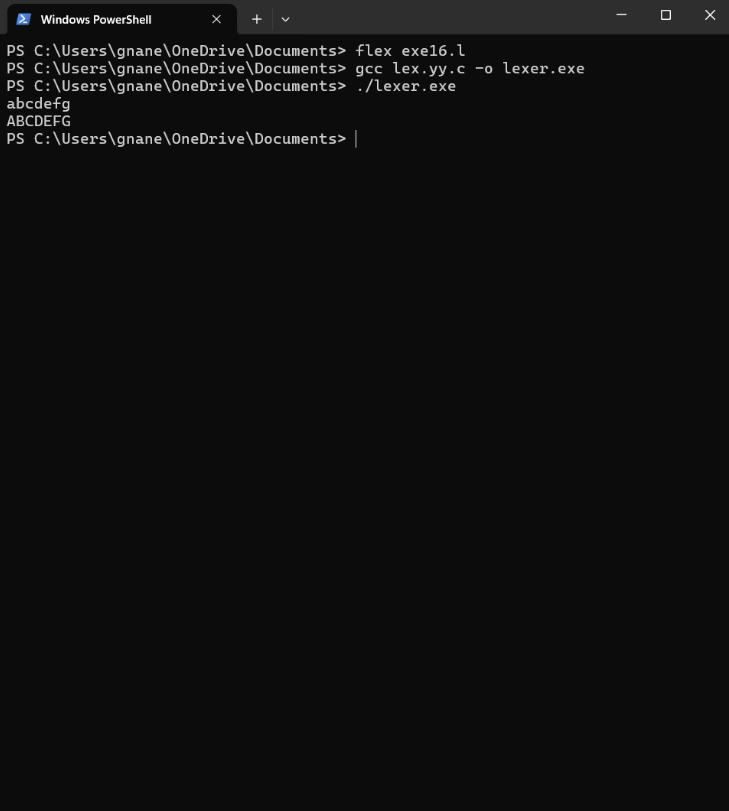 Windows PowerShell
PS C:\Users\gnane\OneDrive\Documents> flex exe16.l
PS C:\Users\gnane\OneDrive\Documents> gcc lex.yy.c -o lexer.exe
PS C:\Users\gnane\OneDrive\Documents> ./lexer.exe
abcdefg
ABCDEFG
PS C:\Users\gnane\OneDrive\Documents>